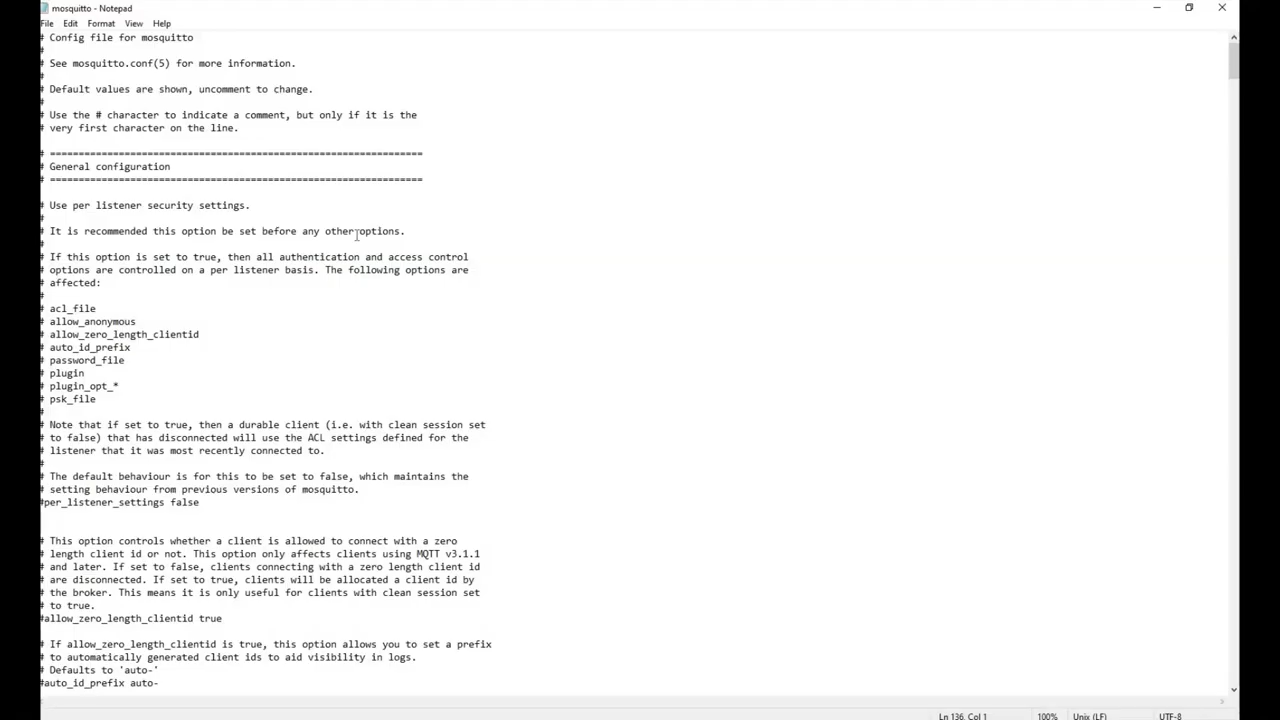 mosquitto - Notepad
File Edit Format View Help
# Config file for mosquitto
#
# See mosquitto.conf(5) for more information.
#
# Default values are shown, uncomment to change.
#
# Use the # character to indicate a comment, but only if it is the
# very first character on the line.
# =================================================================
# General configuration
# =================================================================
# Use per listener security settings.
#
# It is recommended this option be set before any other options.
#
# If this option is set to true, then all authentication and access control
# options are controlled on a per listener basis. The following options are
# affected:
#
# acl_file
# allow_anonymous
# allow_zero_length_clientid
# auto_id_prefix
# password_file
# plugin
# plugin_opt_*
# psk_file
#
# Note that if set to true, then a durable client (i.e. with clean session set
# to false) that has disconnected will use the ACL settings defined for the
# listener that it was most recently connected to.
#
# The default behaviour is for this to be set to false, which maintains the
# setting behaviour from previous versions of mosquitto.
#per_listener_settings false
# This option controls whether a client is allowed to connect with a zero
# length client id or not. This option only affects clients using MQTT v3.1.1
# and later. If set to false, clients connecting with a zero length client id
# are disconnected. If set to true, clients will be allocated a client id by
# the broker. This means it is only useful for clients with clean session set
# to true.
#allow_zero_length_clientid true
# If allow_zero_length_clientid is true, this option allows you to set a prefix
# to automatically generated client ids to aid visibility in logs.
# Defaults to 'auto-'
#auto_id_prefix auto-
Ln 136, Col 1 100% Unix (LF) UTF-8